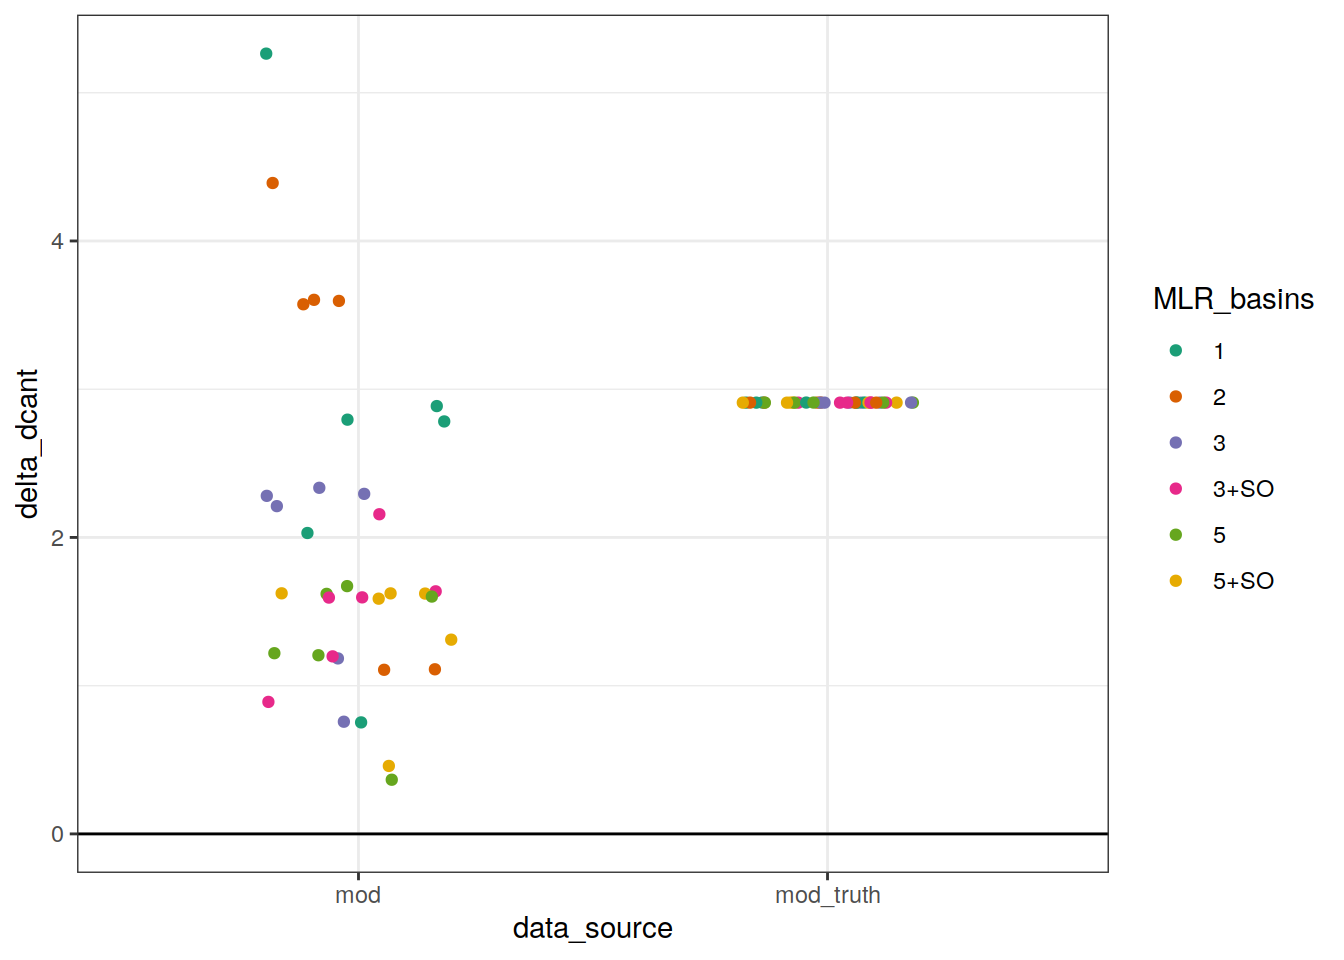 delta_dcant
4
2
0
mod
mod_truth
data_source
MLR_basins
1
2
3
3+SO
5
5+SO